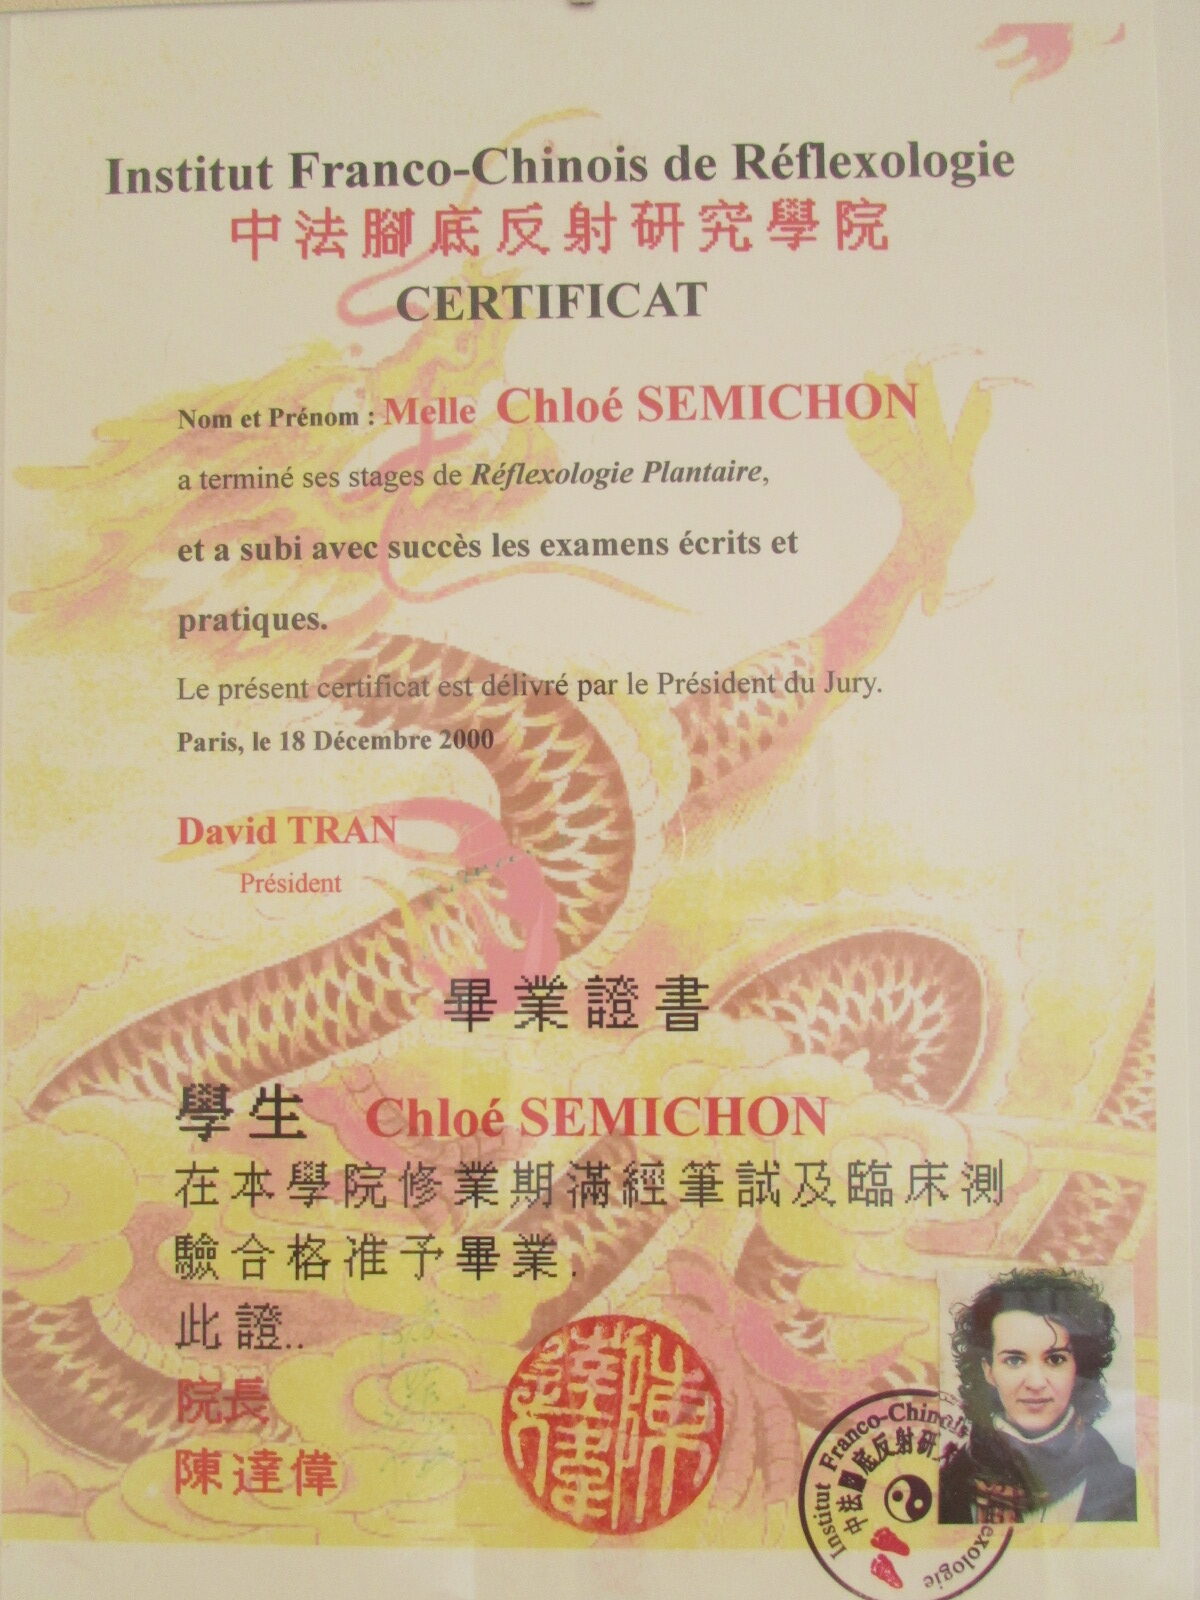 Institut Franco-Chinois de Réflexologie
中法腳底反射研究學院
CERTIFICAT
Nom et Prénom : Melle Chloé SEMICHON
a terminé ses stages de Réflexologie Plantaire,
et a subi avec succès les examens écrits et
pratiques.
Le présent certificat est délivré par le Président du Jury.
Paris, le 18 Décembre 2000
David TRAN
Président
畢業證書
學生 Chloé SEMICHON
在本學院修業期滿經筆試及臨床測
驗合格准予畢業.
此證..
院長
陳達偉
Institut Franco-Chinois
中法 底反射研